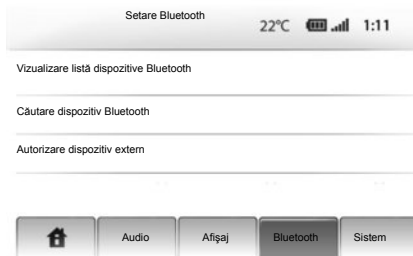 Setare Bluetooth
22°C 1:11
Vizualizare listă dispozitive Bluetooth
Căutare dispozitiv Bluetooth
Autorizare dispozitiv extern
Audio Afişaj Bluetooth Sistem